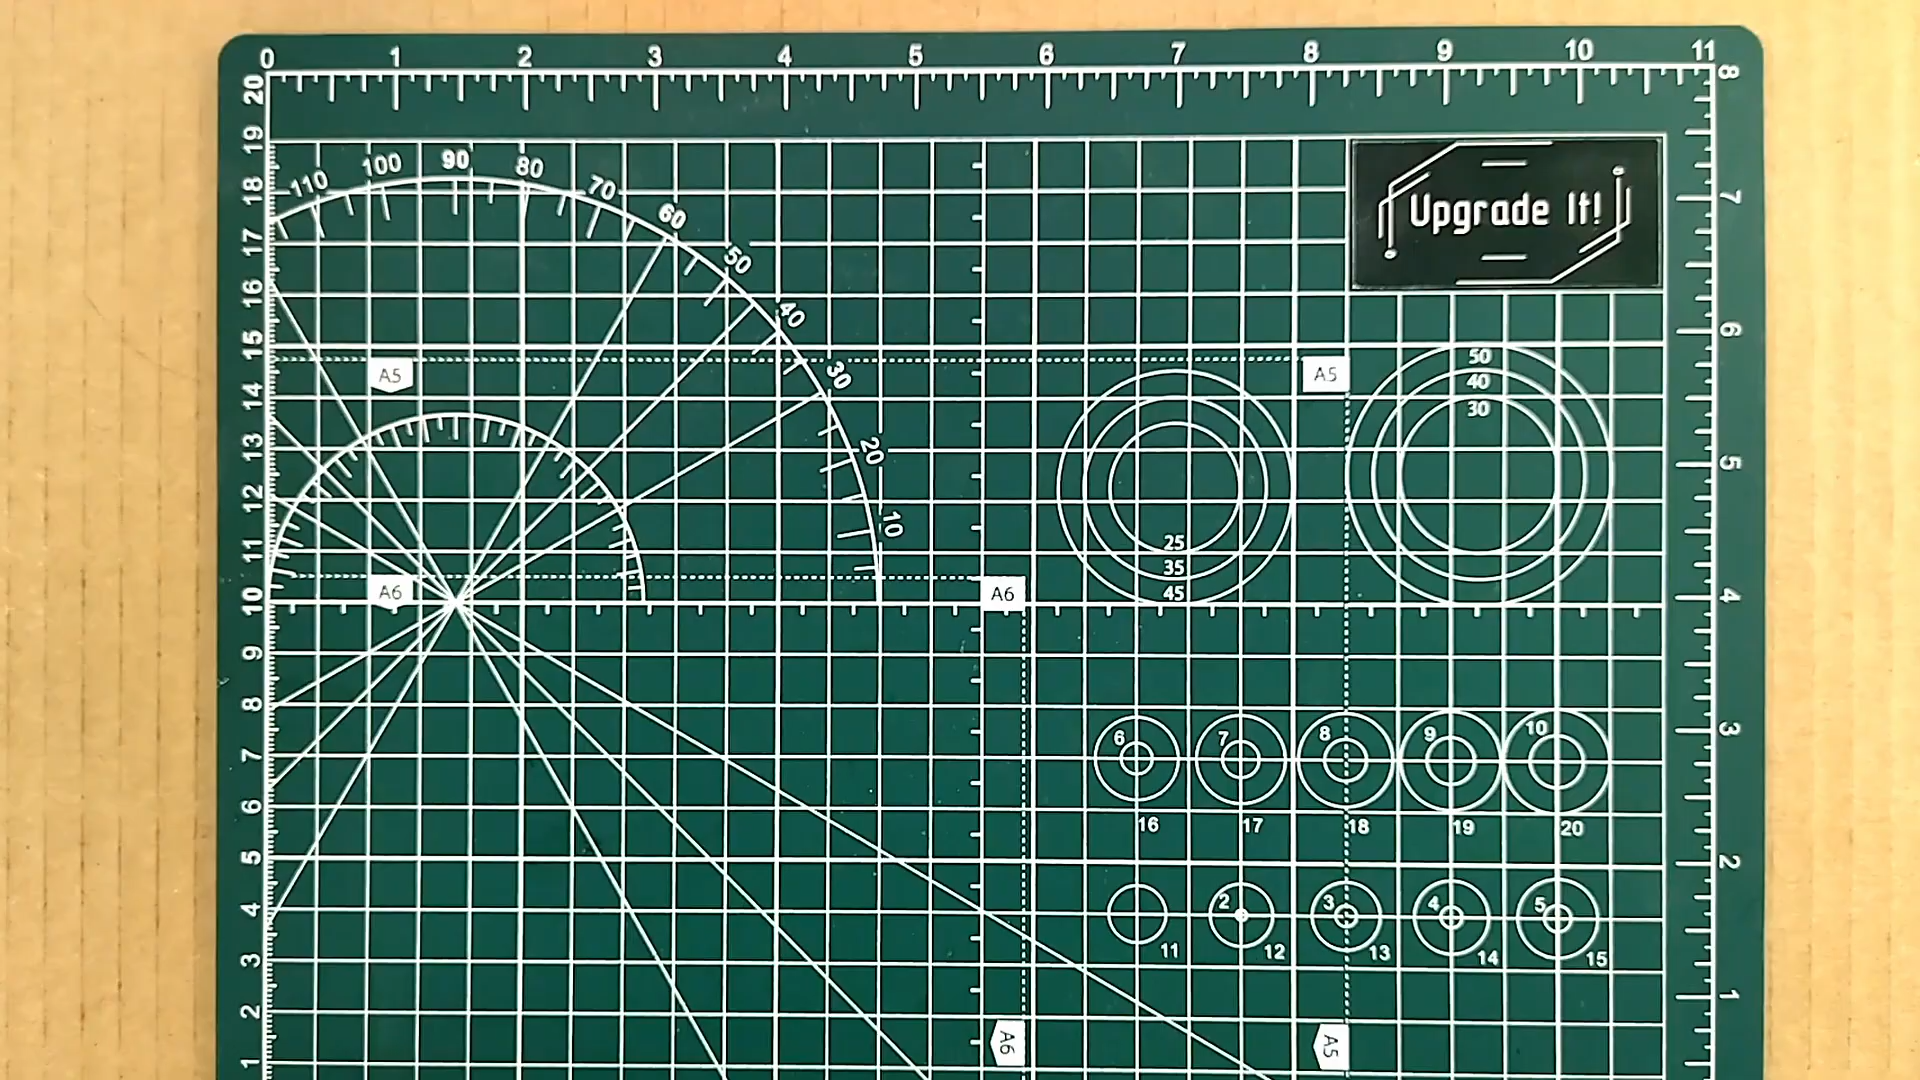 0 1 2 3 4 5 6 7 8 9 10 11
20 19 18 17 16 15 14 13 12 11 10 9 8 7 6 5 4 3 2 1
8 7 6 5 4 3 2 1
110 100 90 80 70 60 50 40 30 20 10
Upgrade It!
A5
A5
50
40
30
25
35
45
A6
A6
6 7 8 9 10
16 17 18 19 20
2 3 4 5
11 12 13 14 15
A6
A5